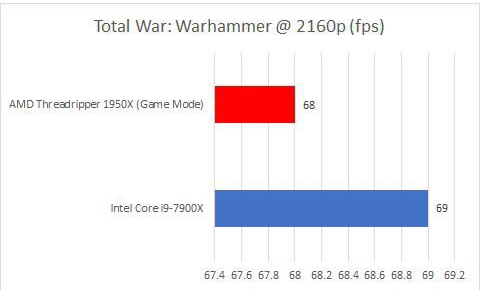 Total War: Warhammer @ 2160p (fps)
AMD Threadripper 1950X (Game Mode) 68
Intel Core i9-7900X 69
67.4 67.6 67.8 68 68.2 68.4 68.6 68.8 69 69.2